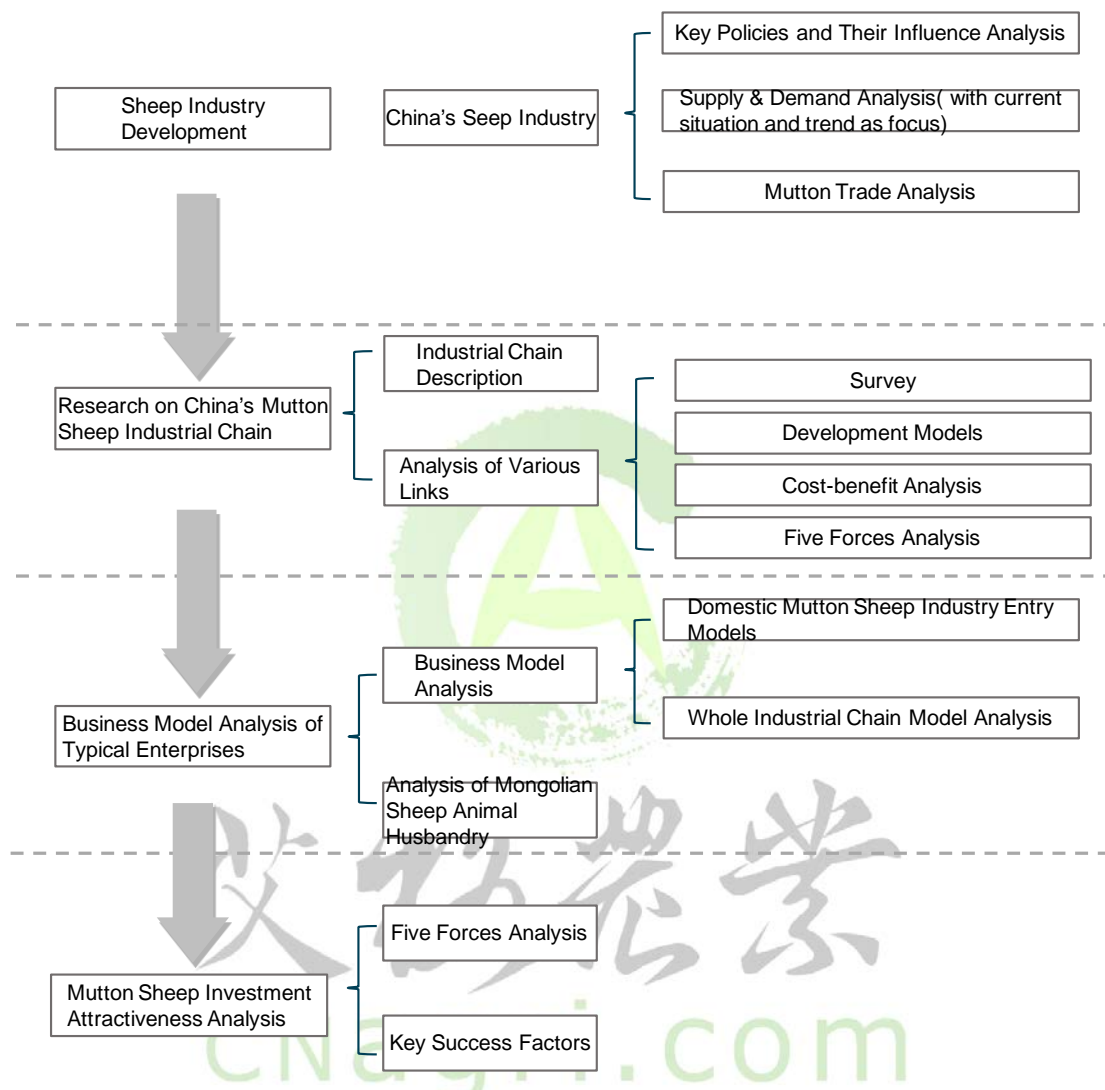 Key Policies and Their Influence Analysis
Sheep Industry
Development
China's Seep Industry
Supply & Demand Analysis( with current
situation and trend as focus)
Mutton Trade Analysis
Industrial Chain
Description
Survey
Research on China's Mutton
Sheep Industrial Chain
Development Models
Analysis of Various
Links
Cost-benefit Analysis
Five Forces Analysis
Domestic Mutton Sheep Industry Entry
Models
Business Model
Analysis
Business Model Analysis of
Typical Enterprises
Whole Industrial Chain Model Analysis
Analysis of Mongolian
Sheep Animal
Husbandry
Five Forces Analysis
Mutton Sheep Investment
Attractiveness Analysis
Key Success Factors
艾格農業
CNagri.com